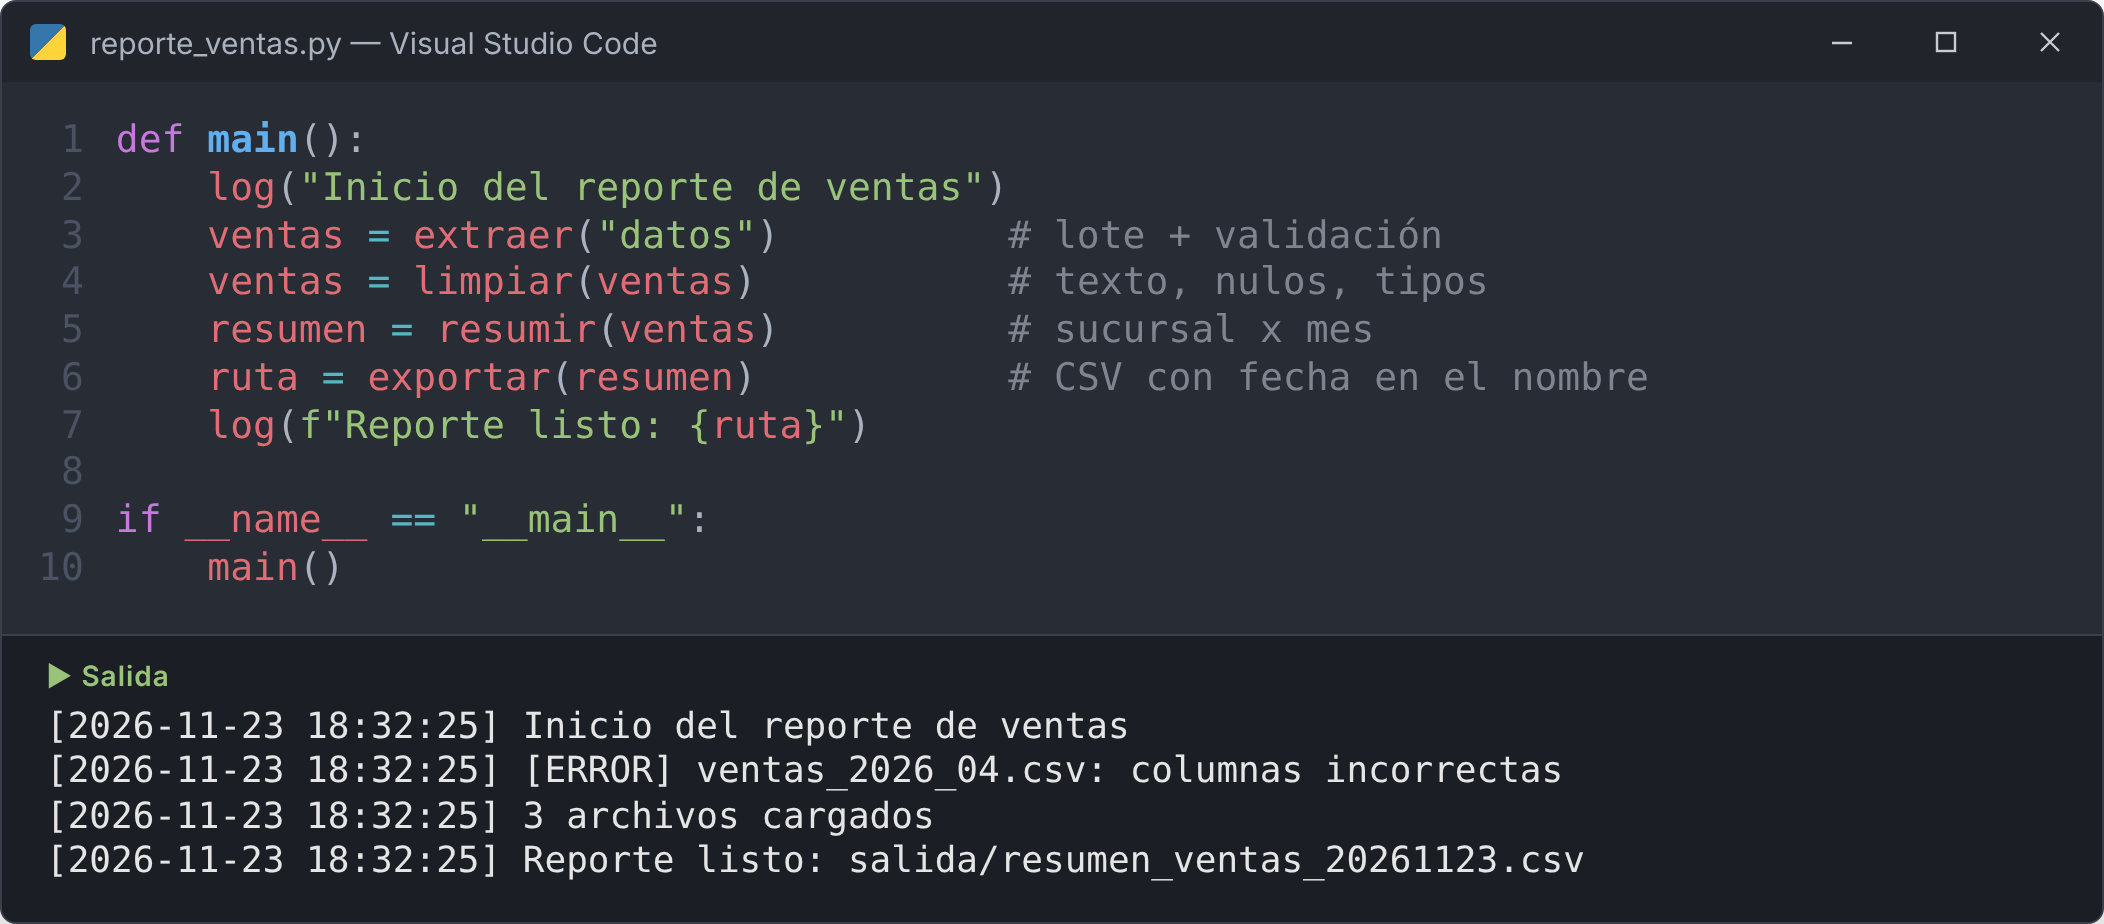 reporte_ventas.py — Visual Studio Code
1 def main():
2     log("Inicio del reporte de ventas")
3     ventas = extraer("datos")          # lote + validación
4     ventas = limpiar(ventas)           # texto, nulos, tipos
5     resumen = resumir(ventas)          # sucursal x mes
6     ruta = exportar(resumen)           # CSV con fecha en el nombre
7     log(f"Reporte listo: {ruta}")
8
9 if __name__ == "__main__":
10     main()
▶ Salida
[2026-11-23 18:32:25] Inicio del reporte de ventas
[2026-11-23 18:32:25] [ERROR] ventas_2026_04.csv: columnas incorrectas
[2026-11-23 18:32:25] 3 archivos cargados
[2026-11-23 18:32:25] Reporte listo: salida/resumen_ventas_20261123.csv